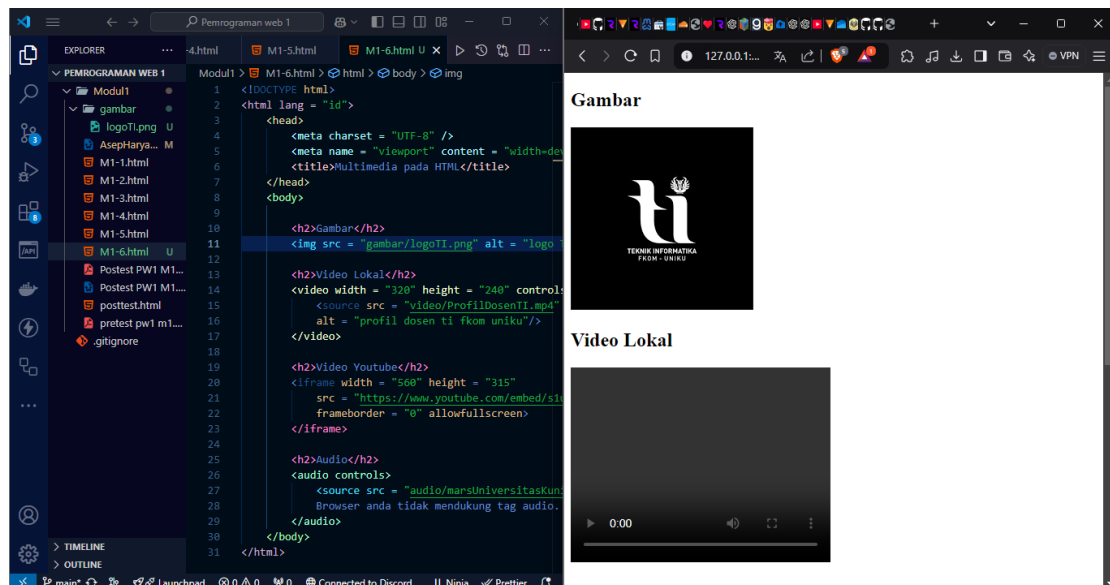 Pemrograman web 1
EXPLORER
-4.html
M1-5.html
M1-6.html U
PEMROGRAMAN WEB 1
Modul1 > M1-6.html > html > body > img
Modul1
gambar
logoTI.png U
AsepHarya... M
M1-1.html
M1-2.html
M1-3.html
M1-4.html
M1-5.html
M1-6.html U
Postest PW1 M1...
Postest PW1 M1....
posttest.html
pretest pw1 m1....
.gitignore
TIMELINE
OUTLINE
1 <!DOCTYPE html>
2 <html lang = "id">
3 <head>
4 <meta charset = "UTF-8" />
5 <meta name = "viewport" content = "width=dev
6 <title>Multimedia pada HTML</title>
7 </head>
8 <body>
9
10 <h2>Gambar</h2>
11 <img src = "gambar/logoTI.png" alt = "logo T
12
13 <h2>Video Lokal</h2>
14 <video width = "320" height = "240" controls
15 <source src = "video/ProfilDosenTI.mp4"
16 alt = "profil dosen ti fkom uniku"/>
17 </video>
18
19 <h2>Video Youtube</h2>
20 <iframe width = "560" height = "315"
21 src = "https://www.youtube.com/embed/s1u
22 frameborder = "0" allowfullscreen>
23 </iframe>
24
25 <h2>Audio</h2>
26 <audio controls>
27 <source src = "audio/marsUniversitasKuni
28 Browser anda tidak mendukung tag audio.
29 </audio>
30 </body>
31 </html>
main* Launchpad 0 0 0 Connected to Discord Ninja Prettier
127.0.0.1:... VPN
Gambar
ti
TEKNIK INFORMATIKA
FKOM - UNIKU
Video Lokal
0:00